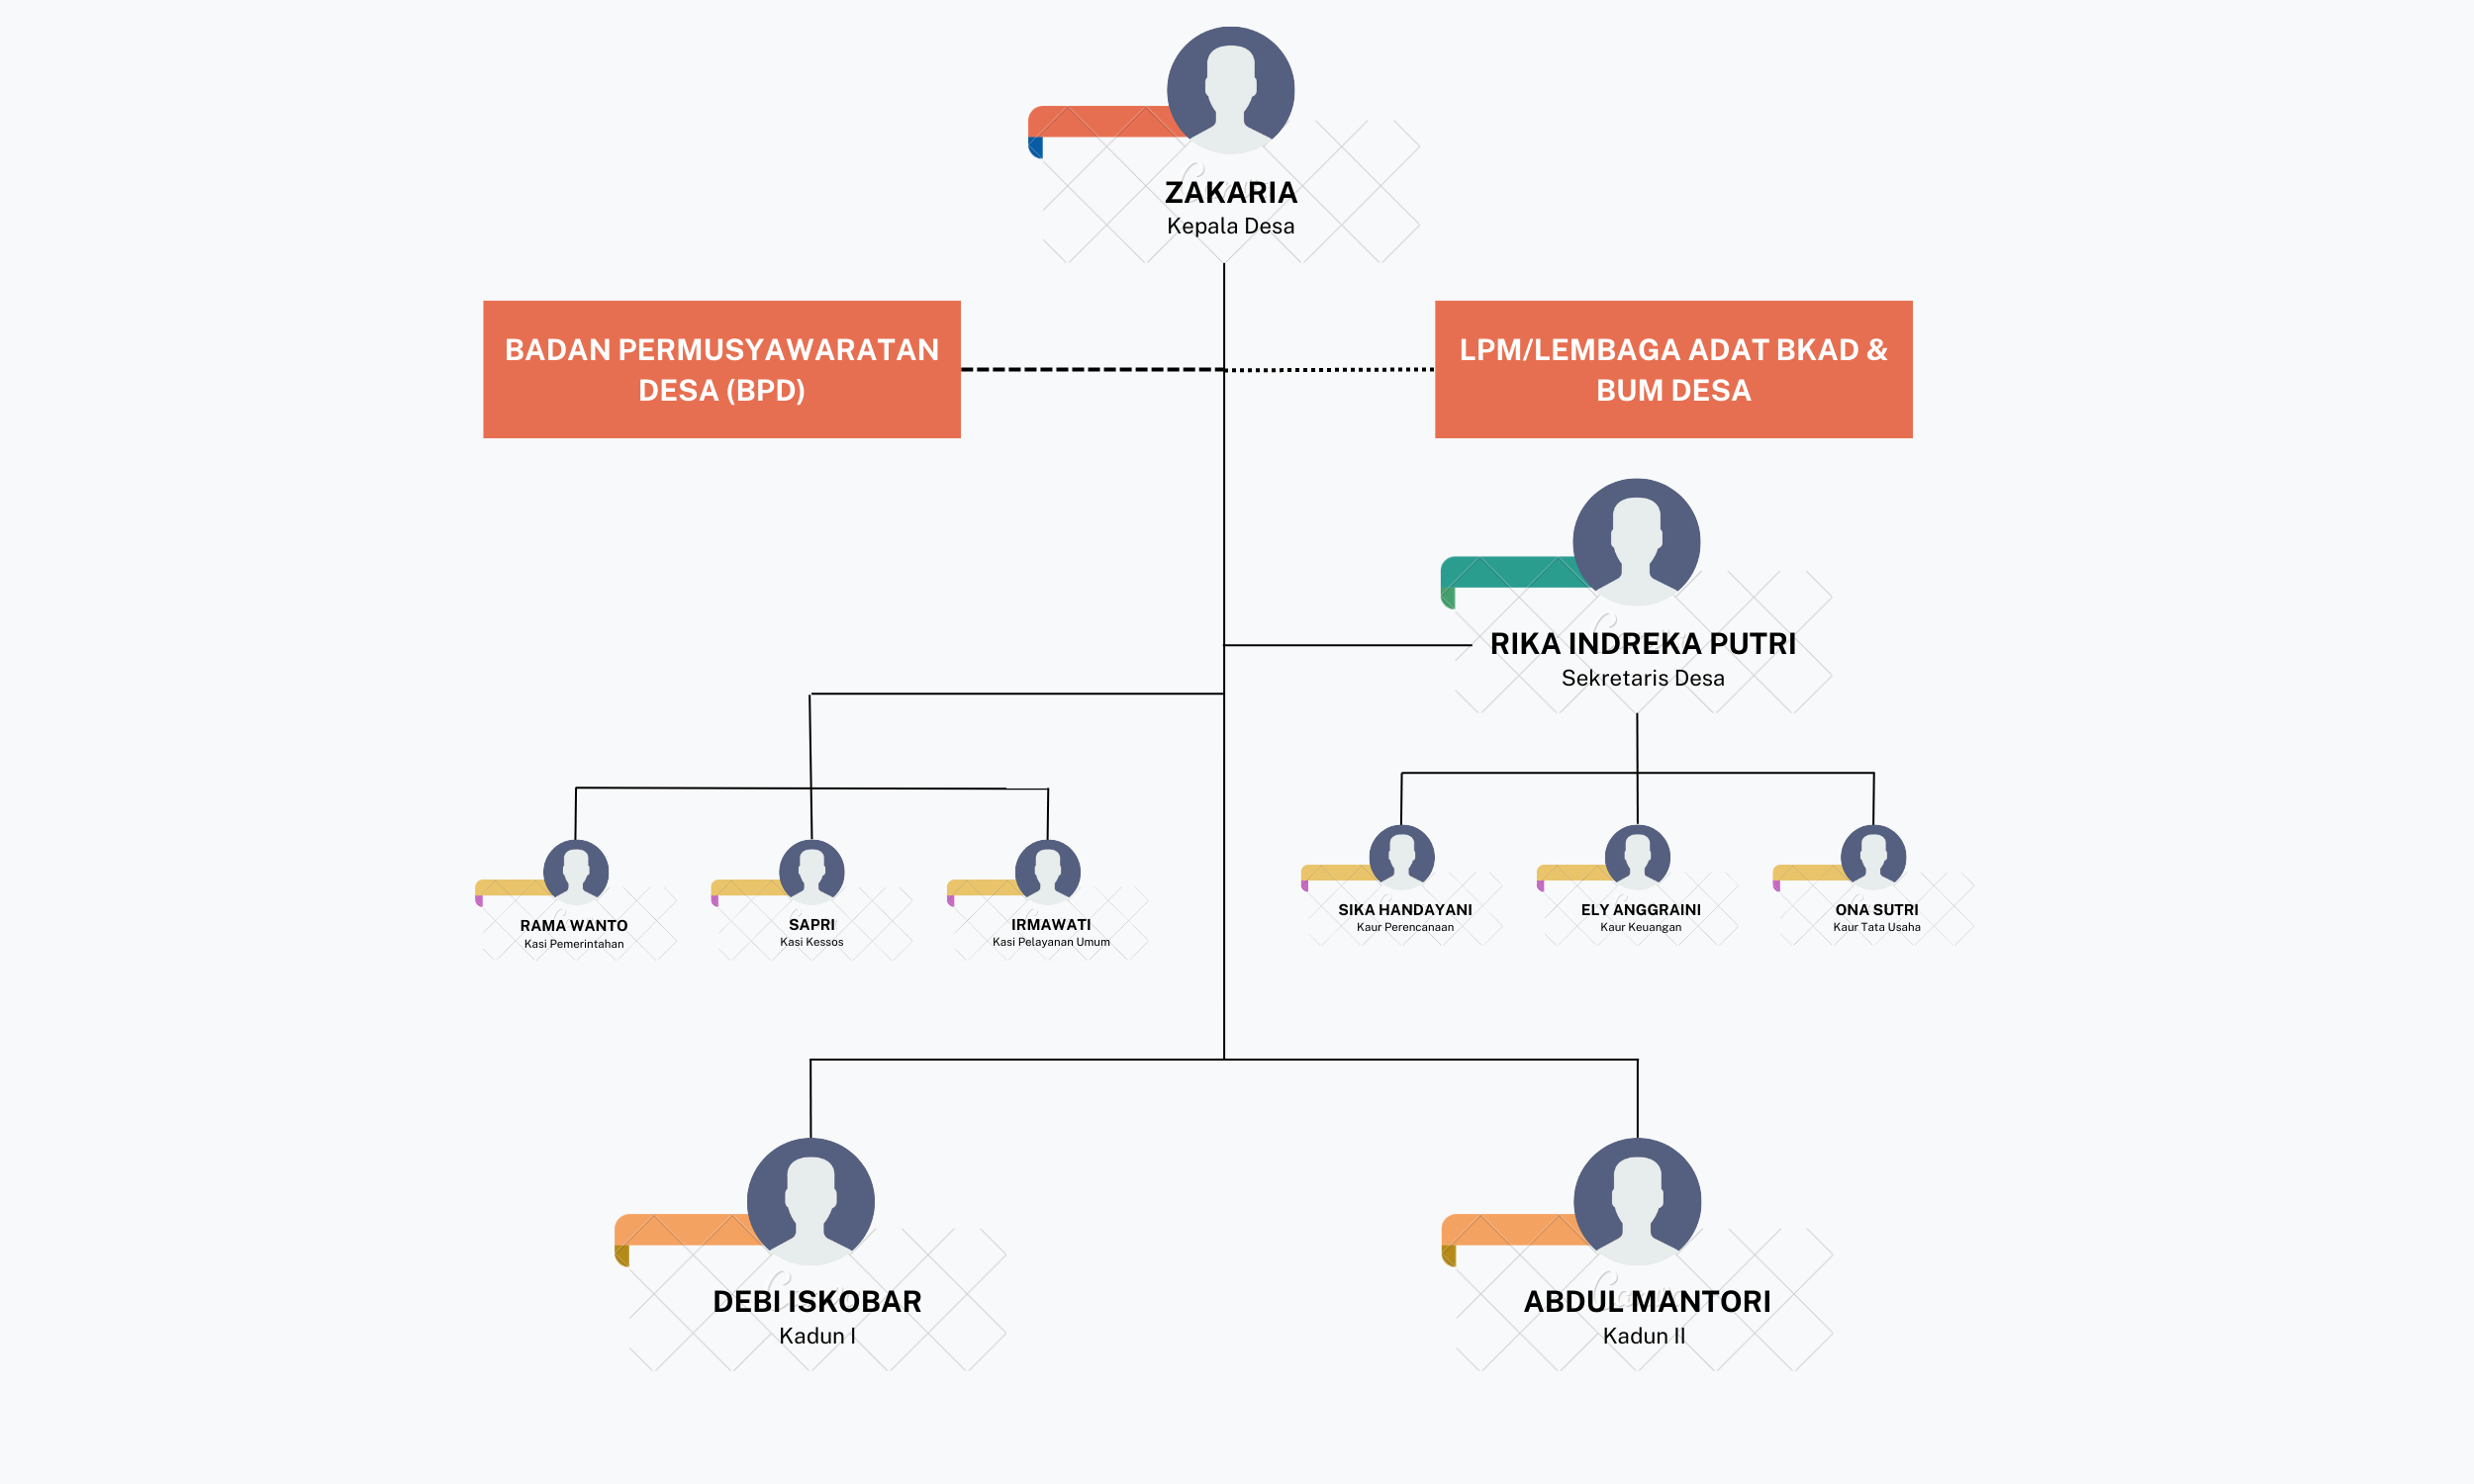 ZAKARIA
Kepala Desa
BADAN PERMUSYAWARATAN
DESA (BPD)
LPM/LEMBAGA ADAT BKAD &
BUM DESA
RIKA INDREKA PUTRI
Sekretaris Desa
RAMA WANTO
Kasi Pemerintahan
SAPRI
Kasi Kessos
IRMAWATI
Kasi Pelayanan Umum
SIKA HANDAYANI
Kaur Perencanaan
ELY ANGGRAINI
Kaur Keuangan
ONA SUTRI
Kaur Tata Usaha
DEBI ISKOBAR
Kadun I
ABDUL MANTORI
Kadun II